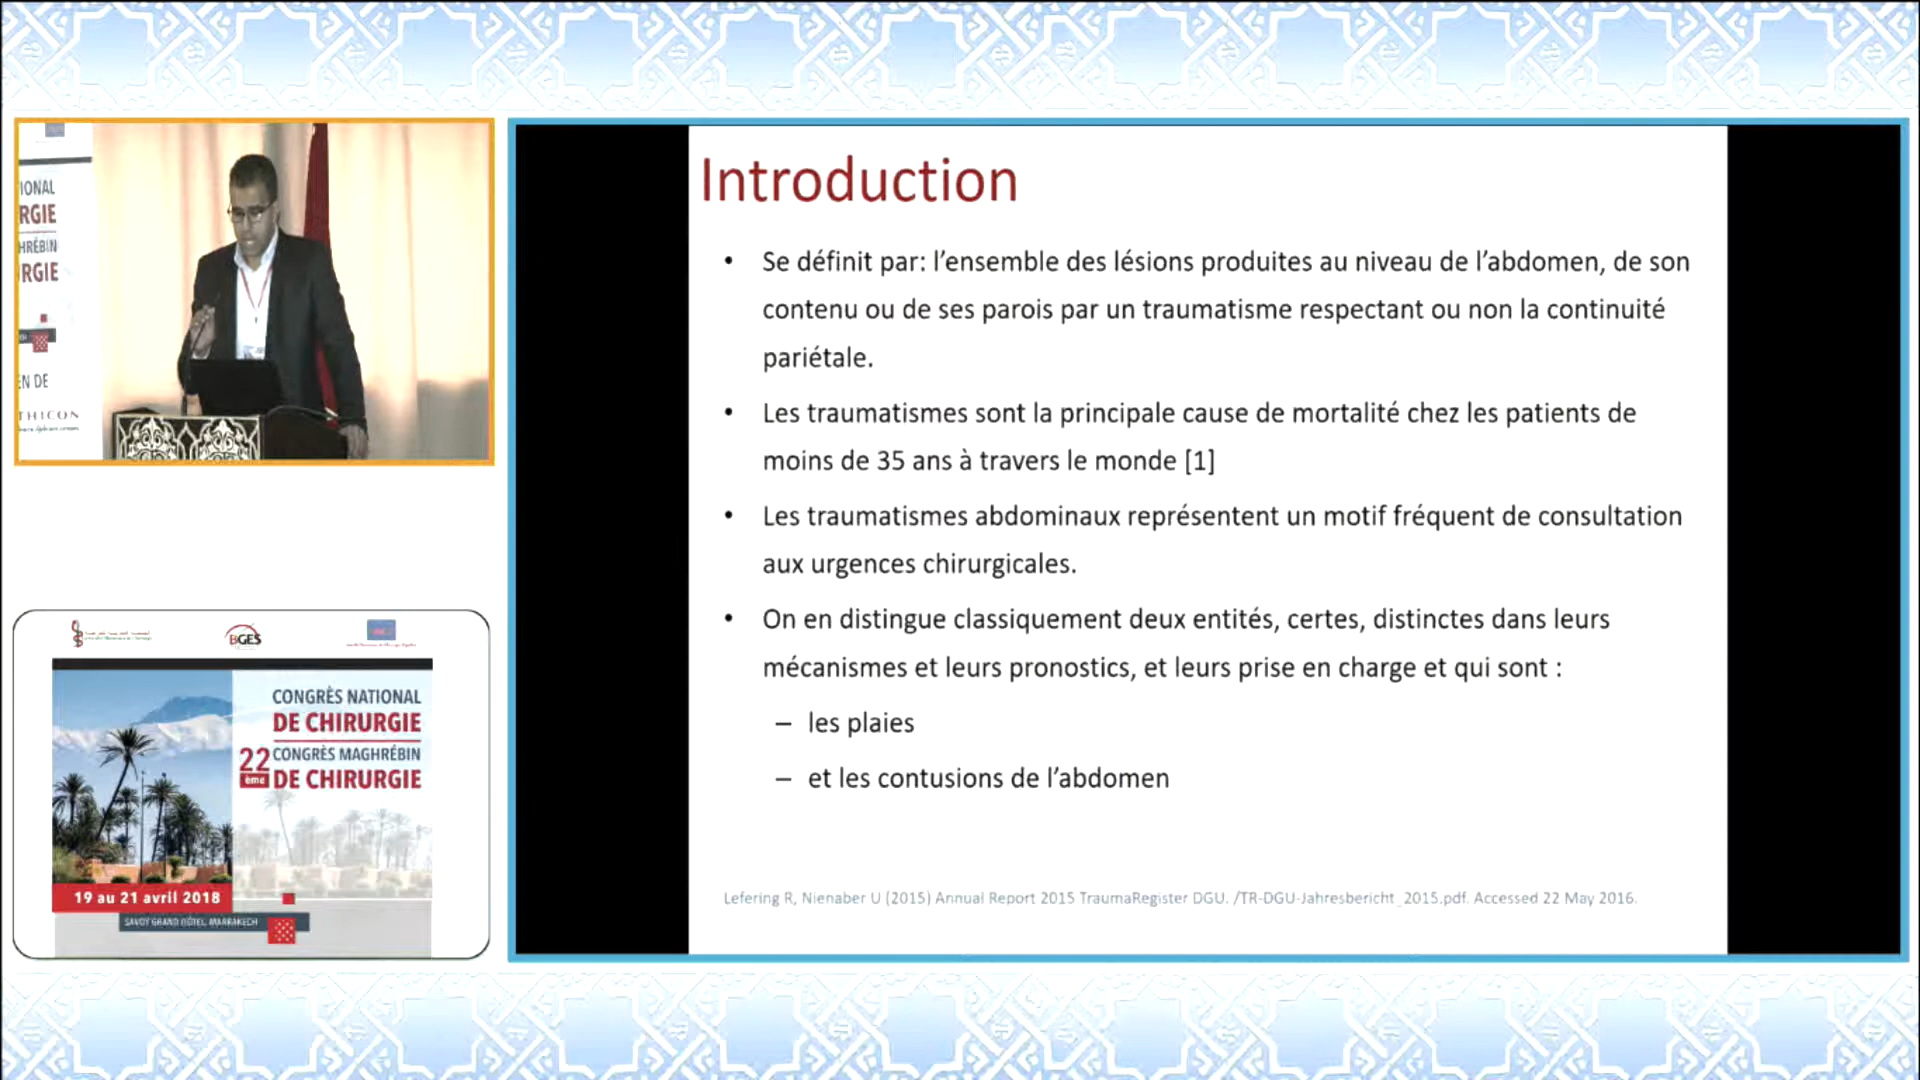 IONAL
RGIE
HRÉBIN
RGIE
EN DE
THICON
Introduction
• Se définit par: l'ensemble des lésions produites au niveau de l'abdomen, de son
contenu ou de ses parois par un traumatisme respectant ou non la continuité
pariétale.
• Les traumatismes sont la principale cause de mortalité chez les patients de
moins de 35 ans à travers le monde [1]
• Les traumatismes abdominaux représentent un motif fréquent de consultation
aux urgences chirurgicales.
• On en distingue classiquement deux entités, certes, distinctes dans leurs
mécanismes et leurs pronostics, et leurs prise en charge et qui sont :
– les plaies
– et les contusions de l'abdomen
Lefering R, Nienaber U (2015) Annual Report 2015 TraumaRegister DGU. /TR-DGU-Jahresbericht_2015.pdf. Accessed 22 May 2016.
BGES
CONGRÈS NATIONAL
DE CHIRURGIE
22 ème CONGRÈS MAGHRÉBIN
DE CHIRURGIE
19 au 21 avril 2018
SAVOY GRAND HÔTEL, MARRAKECH